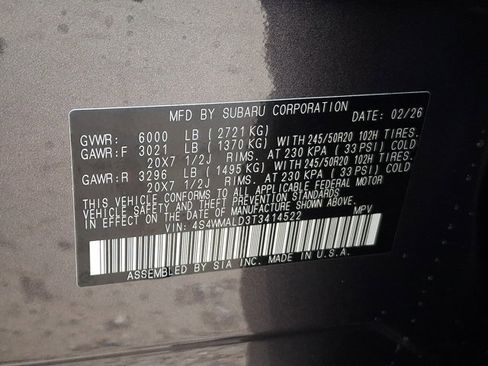 MFD BY SUBARU CORPORATION DATE: 02/26
GVWR: 6000 LB (2721 KG)
GAWR:F 3021 LB (1370 KG) WITH 245/50R20 102H TIRES.
20X7 1/2J RIMS. AT 230 KPA (33 PSI) COLD
GAWR:R 3296 LB (1495 KG) WITH 245/50R20 102H TIRES.
20X7 1/2J RIMS. AT 230 KPA (33 PSI) COLD
THIS VEHICLE CONFORMS TO ALL APPLICABLE FEDERAL MOTOR
VEHICLE SAFETY STANDARDS IN EFFECT ON THE DATE OF
MANUFACTURE SHOWN ABOVE.
VIN: 4S4WMALD3T3414522 MPV
ASSEMBLED BY SIA INC. MADE IN U.S.A.